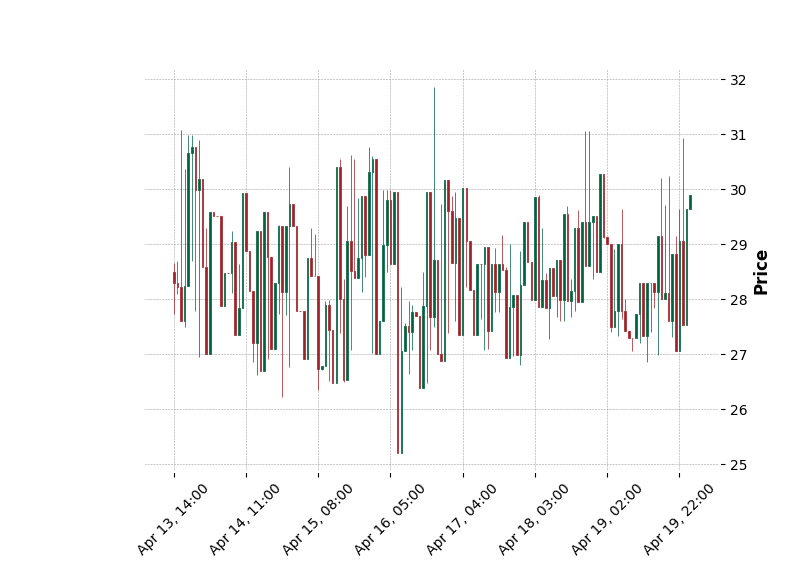 32
31
30
29
28
27
26
25
Price
Apr 13, 14:00
Apr 14, 11:00
Apr 15, 08:00
Apr 16, 05:00
Apr 17, 04:00
Apr 18, 03:00
Apr 19, 02:00
Apr 19, 22:00